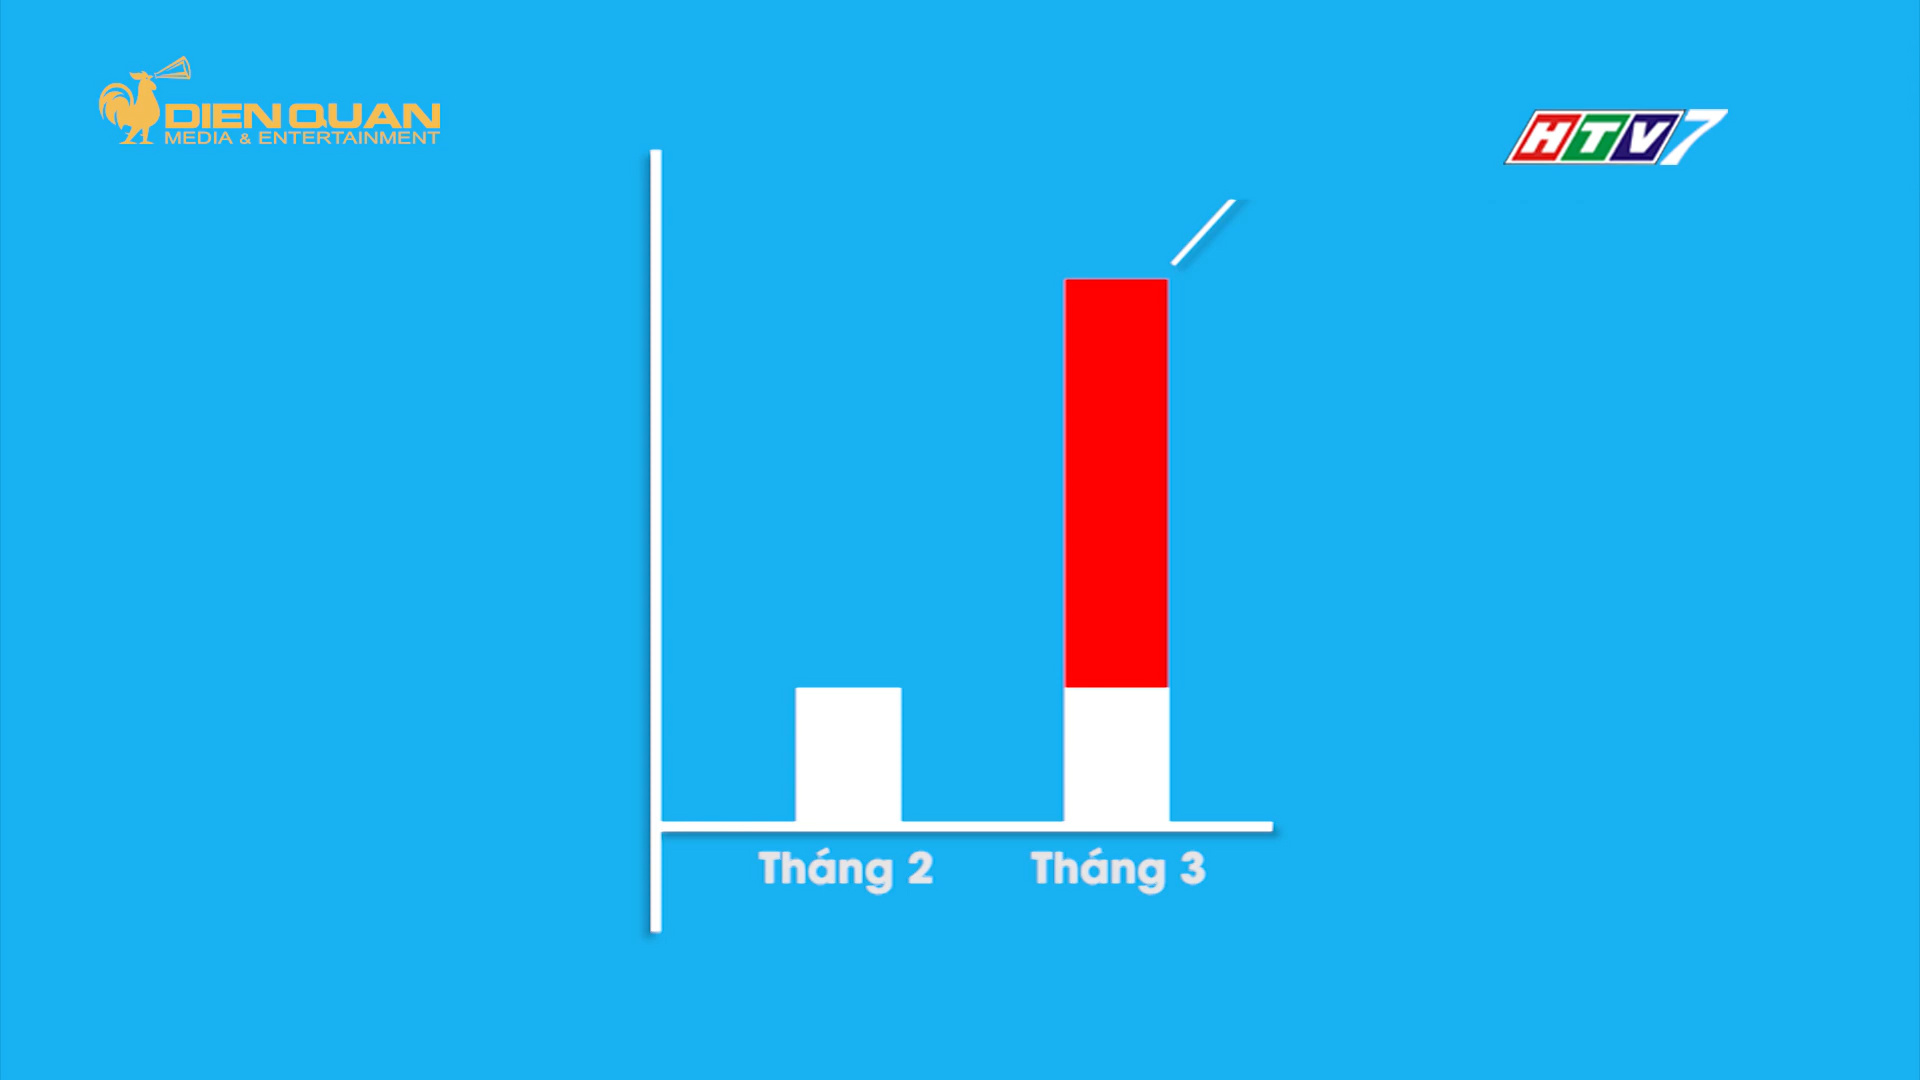 DIEN QUAN
MEDIA & ENTERTAINMENT
HTV7
Tháng 2
Tháng 3